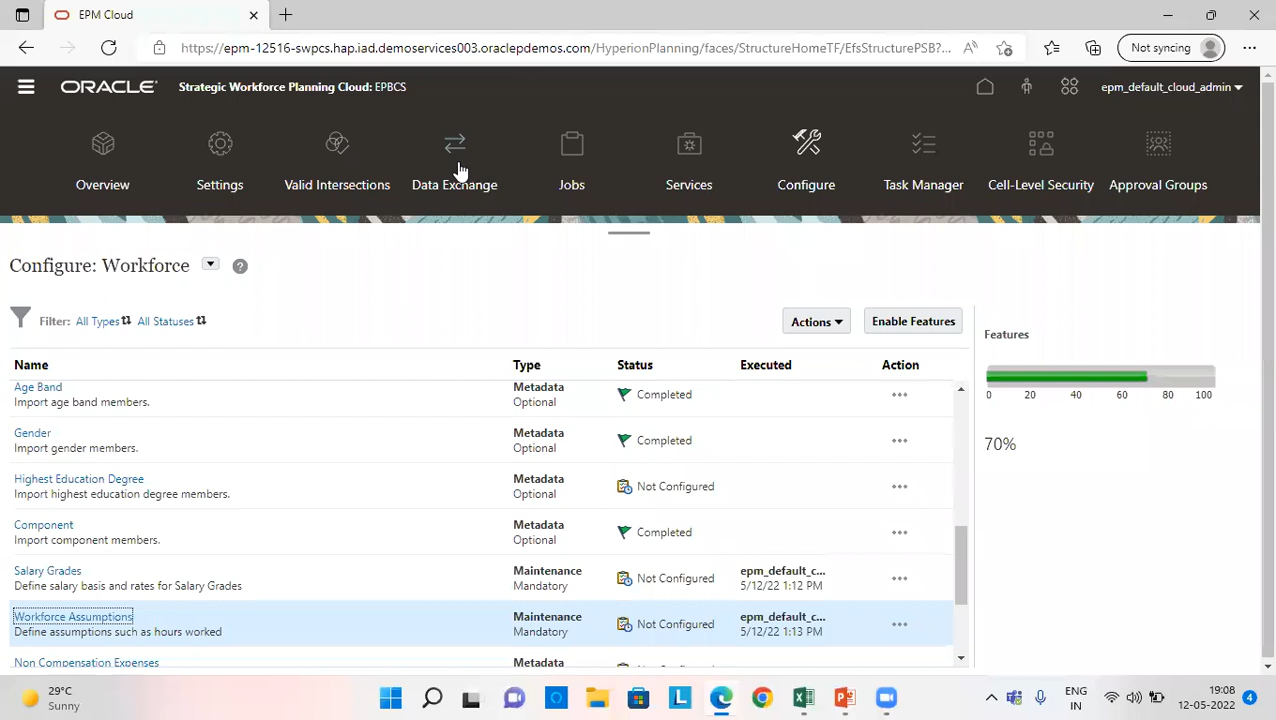 EPM Cloud
https://epm-12516-swpcs.hap.iad.demoservices003.oraclepdemos.com/HyperionPlanning/faces/StructureHomeTF/EfsStructurePSB?...
Not syncing
ORACLE
Strategic Workforce Planning Cloud: EPBCS
epm_default_cloud_admin
Overview
Settings
Valid Intersections
Data Exchange
Jobs
Services
Configure
Task Manager
Cell-Level Security
Approval Groups
Configure: Workforce
Filter: All Types All Statuses
Actions
Enable Features
Features
Name Type Status Executed Action
Age Band Metadata Completed
Import age band members. Optional
Gender Metadata Completed
Import gender members. Optional
Highest Education Degree Metadata Not Configured
Import highest education degree members. Optional
Component Metadata Completed
Import component members. Optional
Salary Grades Maintenance Not Configured epm_default_c...
Define salary basis and rates for Salary Grades Mandatory 5/12/22 1:12 PM
Workforce Assumptions Maintenance Not Configured epm_default_c...
Define assumptions such as hours worked Mandatory 5/12/22 1:13 PM
Non Compensation Expenses Metadata
0 20 40 60 80 100
70%
29°C
Sunny
ENG
IN
19:08
12-05-2022
4